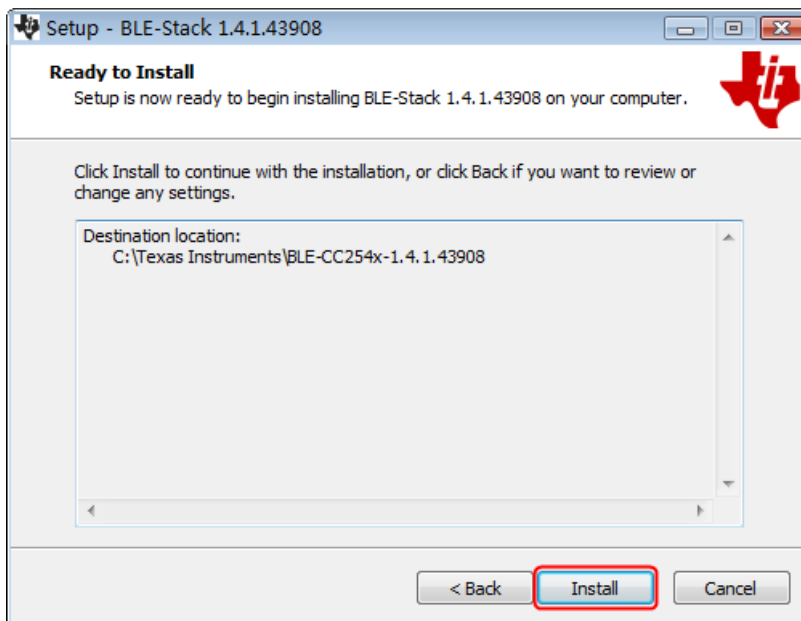 Setup - BLE-Stack 1.4.1.43908
Ready to Install
Setup is now ready to begin installing BLE-Stack 1.4.1.43908 on your computer.
Click Install to continue with the installation, or click Back if you want to review or
change any settings.
Destination location:
C:\Texas Instruments\BLE-CC254x-1.4.1.43908
< Back
Install
Cancel